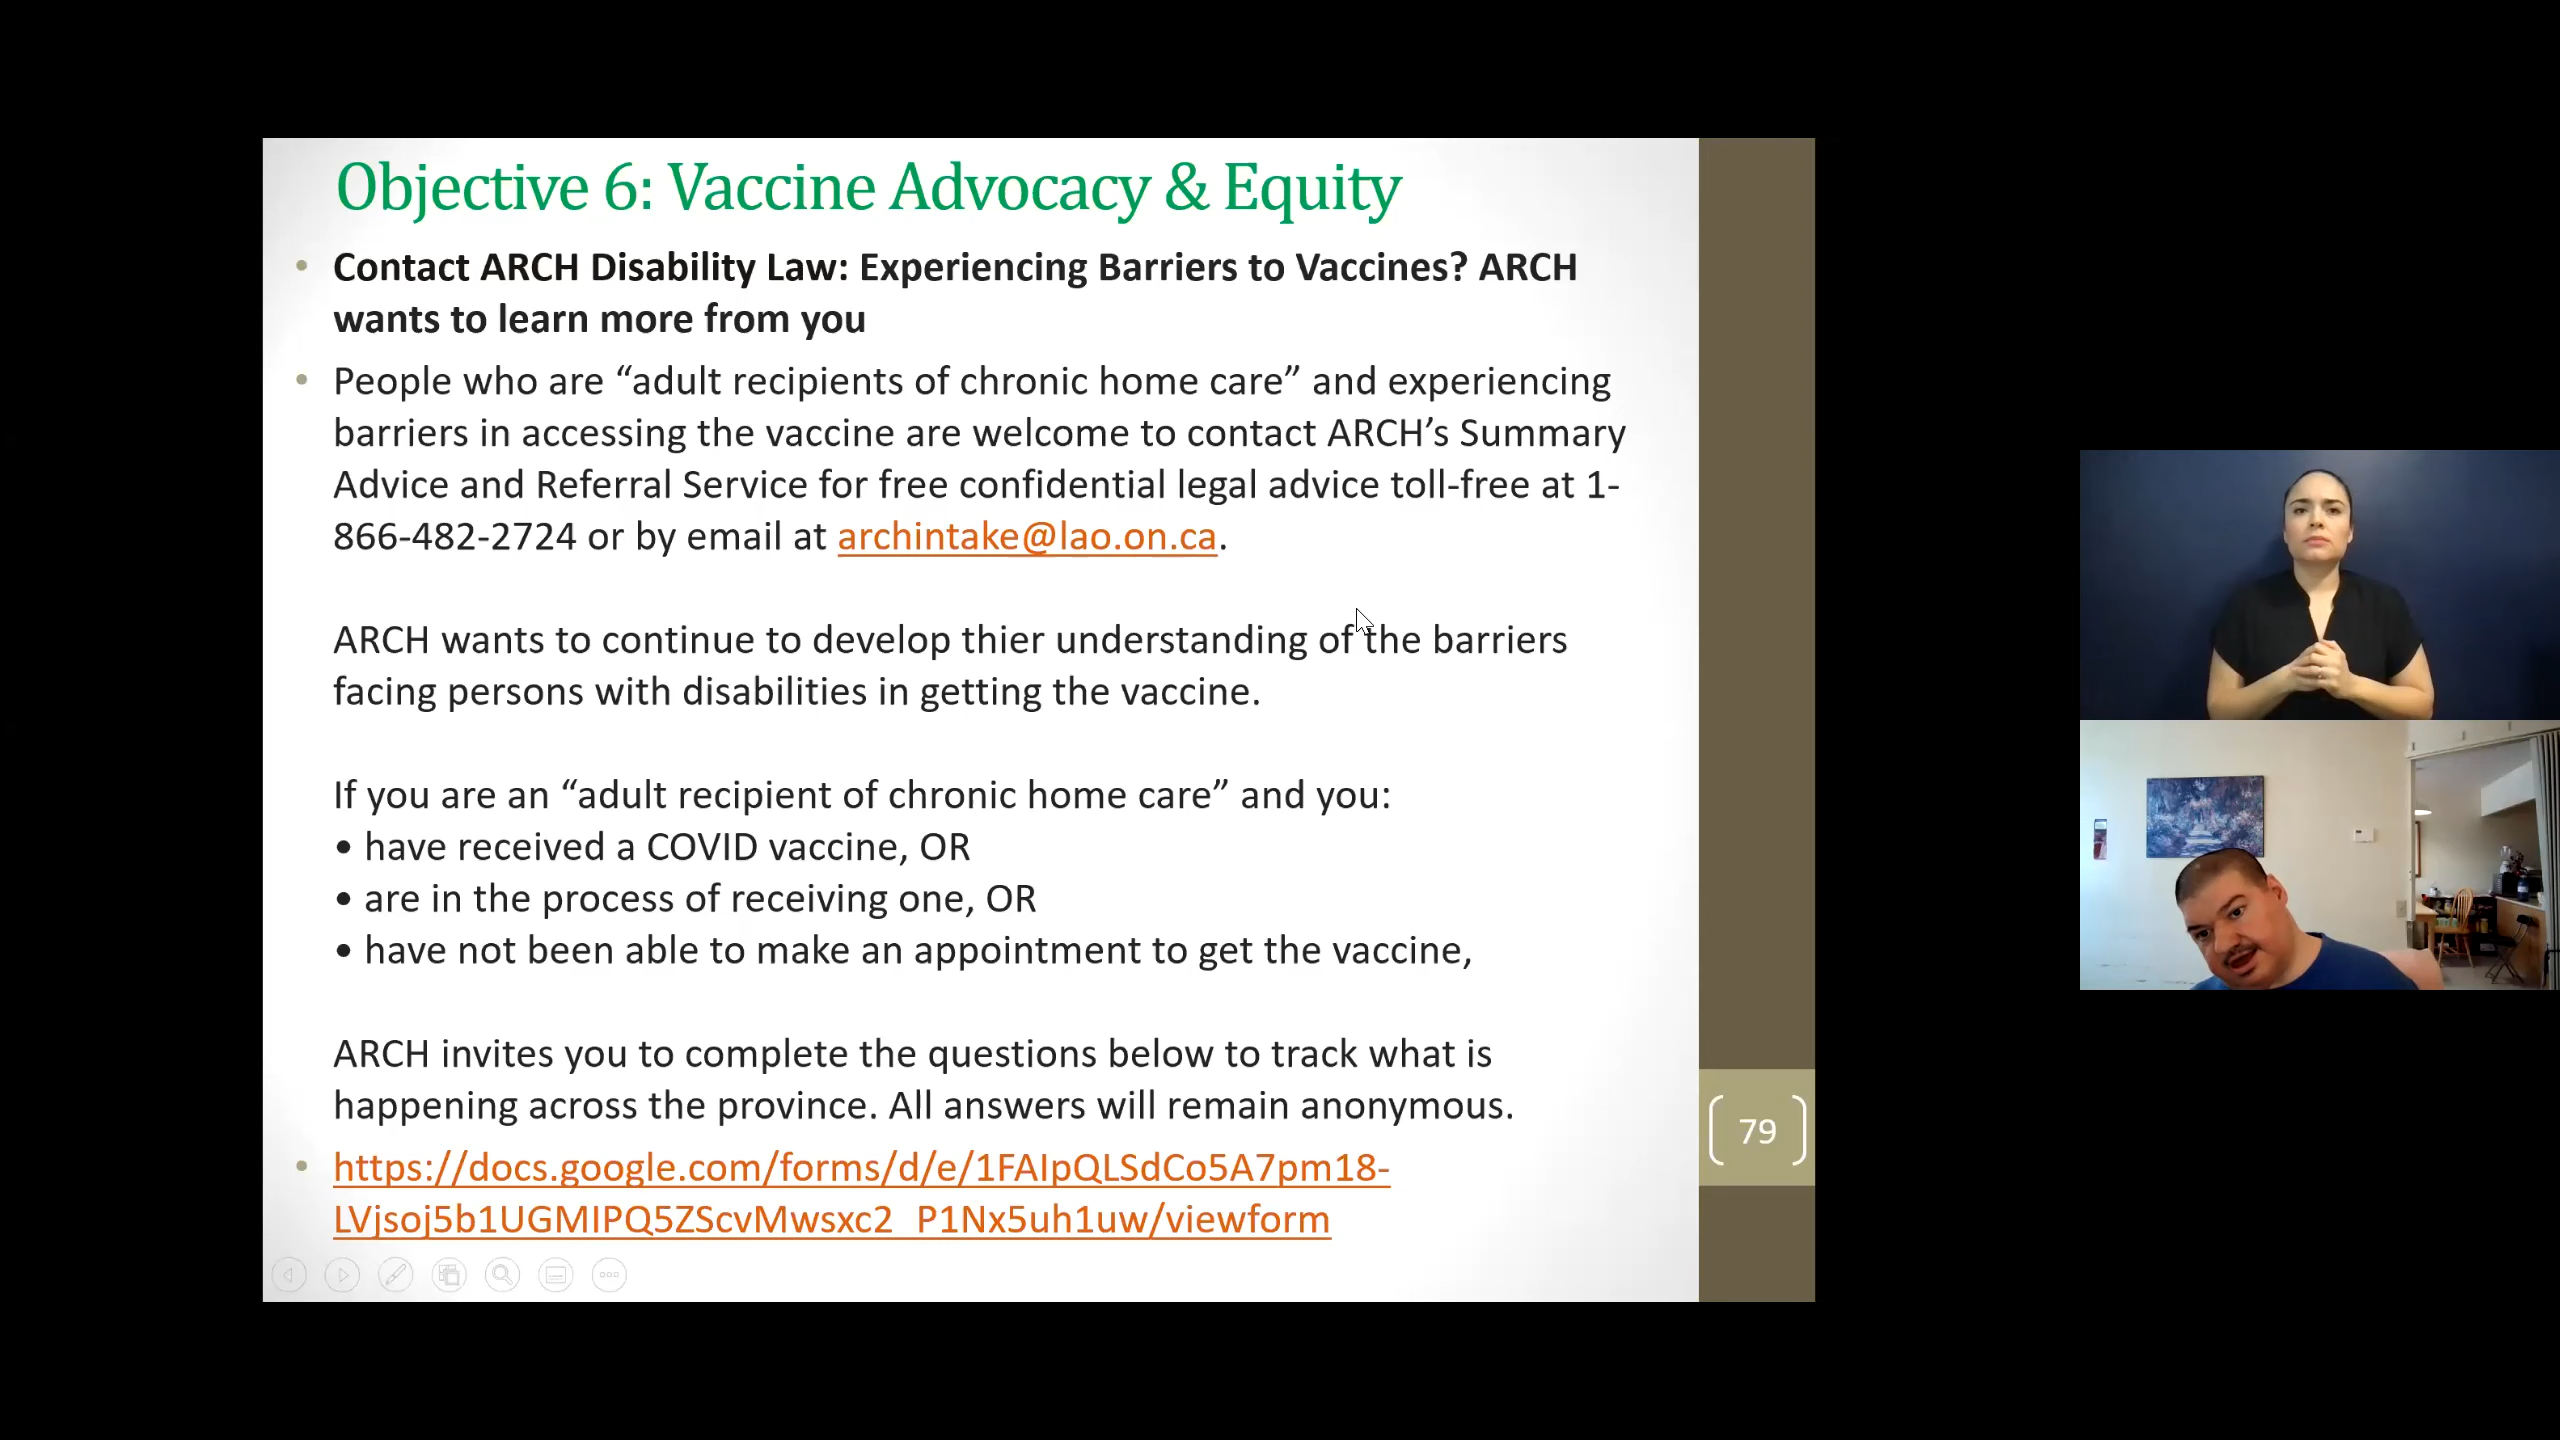 Objective 6: Vaccine Advocacy & Equity
• Contact ARCH Disability Law: Experiencing Barriers to Vaccines? ARCH
wants to learn more from you
• People who are “adult recipients of chronic home care” and experiencing
barriers in accessing the vaccine are welcome to contact ARCH’s Summary
Advice and Referral Service for free confidential legal advice toll-free at 1-
866-482-2724 or by email at archintake@lao.on.ca.
ARCH wants to continue to develop thier understanding of the barriers
facing persons with disabilities in getting the vaccine.
If you are an “adult recipient of chronic home care” and you:
• have received a COVID vaccine, OR
• are in the process of receiving one, OR
• have not been able to make an appointment to get the vaccine,
ARCH invites you to complete the questions below to track what is
happening across the province. All answers will remain anonymous.
• https://docs.google.com/forms/d/e/1FAIpQLSdCo5A7pm18-
LVjsoj5b1UGMIPQ5ZScvMwsxc2_P1Nx5uh1uw/viewform
79